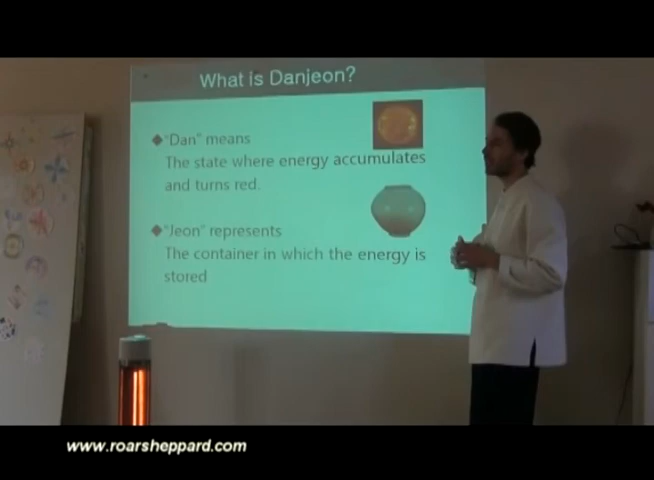 What is Danjeon?
"Dan" means
The state where energy accumulates
and turns red.
"Jeon" represents
The container in which the energy is
stored
www.roarsheppard.com